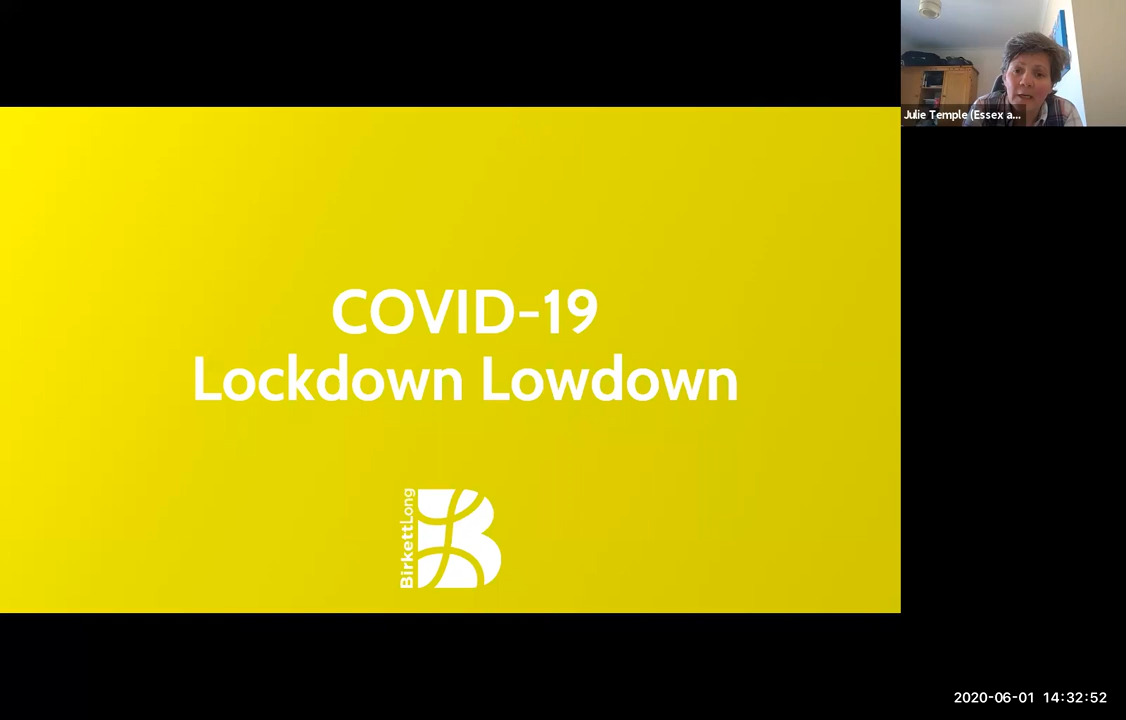 Julie Temple (Essex a...
COVID-19
Lockdown Lowdown
BirkettLong
2020-06-01 14:32:52